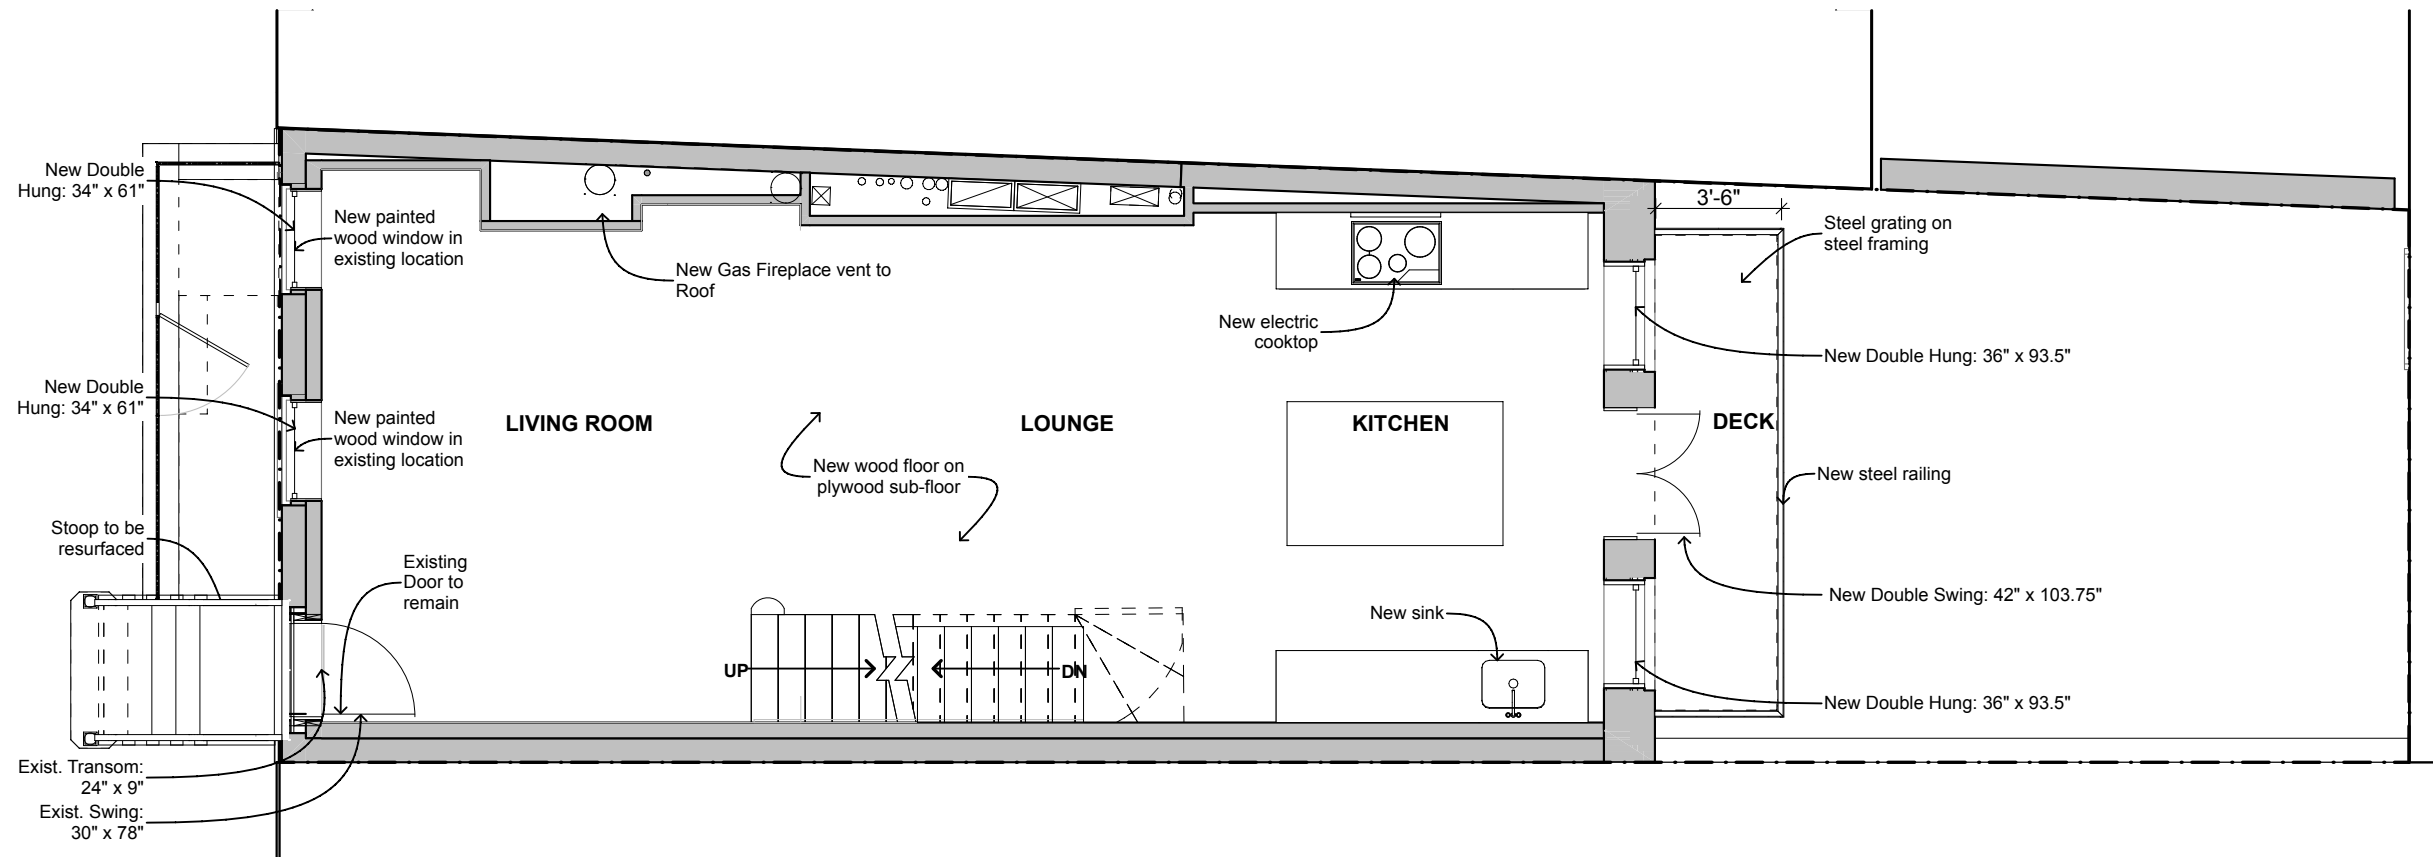 New Double
Hung: 34" x 61"
New painted
wood window in
existing location
New Double
Hung: 34" x 61"
New painted
wood window in
existing location
Stoop to be
resurfaced
Existing
Door to
remain
Exist. Transom:
24" x 9"
Exist. Swing:
30" x 78"
LIVING ROOM
New Gas Fireplace vent to
Roof
New wood floor on
plywood sub-floor
UP
DN
LOUNGE
New electric
cooktop
KITCHEN
New sink
3'-6"
Steel grating on
steel framing
New Double Hung: 36" x 93.5"
DECK
New steel railing
New Double Swing: 42" x 103.75"
New Double Hung: 36" x 93.5"